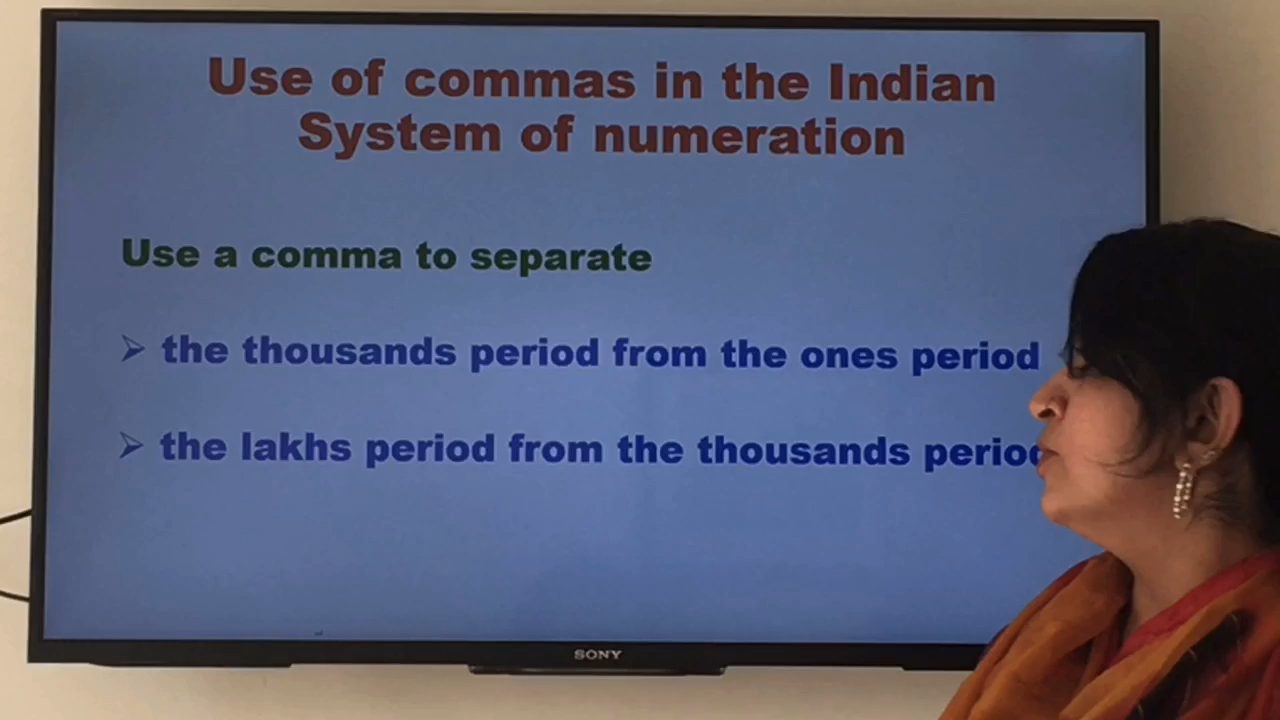 Use of commas in the Indian
System of numeration
Use a comma to separate
➢ the thousands period from the ones period
➢ the lakhs period from the thousands period
SONY